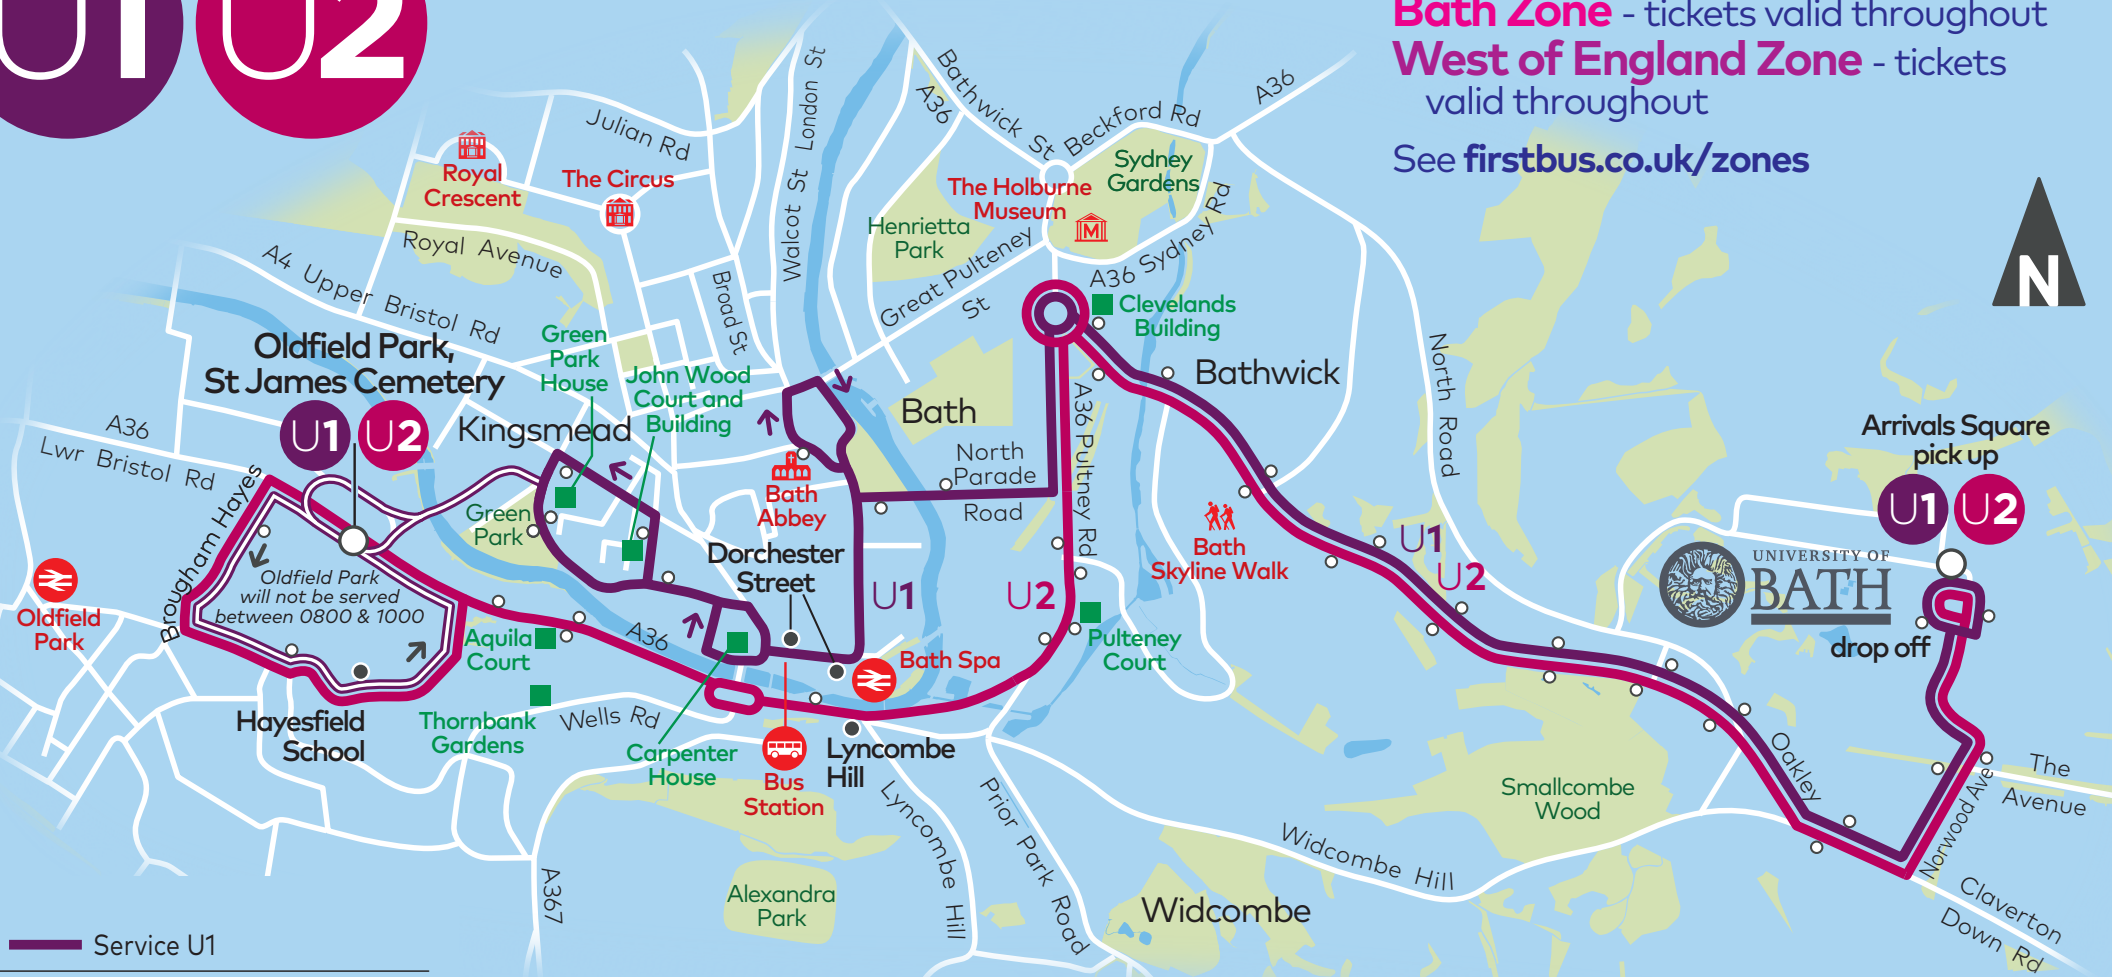 U1 U2
Bath Zone - tickets valid throughout
West of England Zone - tickets
valid throughout
See firstbus.co.uk/zones
N
Julian Rd
Royal
Crescent
The Circus
Royal Avenue
A4 Upper Bristol Rd
Walcot St London St
Broad St
Bathwick St
A36
Beckford Rd
A36
Sydney
Gardens
The Holburne
Museum
M
Henrietta
Park
Great Pulteney
St
A36 Sydney Rd
Clevelands
Building
Bathwick
North Road
Oldfield Park,
St James Cemetery
U1 U2
Green
Park
House
John Wood
Court and
Building
Kingsmead
A36
Lwr Bristol Rd
Brougham Hayes
Oldfield
Park
Oldfield Park
will not be served
between 0800 & 1000
Green
Park
Bath
Abbey
Bath
North
Parade
Road
A36 Pultney Rd
Dorchester
Street
U1
U2
Bath
Skyline Walk
U1
U2
Arrivals Square
pick up
U1 U2
UNIVERSITY OF
BATH
drop off
Aquila
Court
A36
Bath Spa
Pulteney
Court
Hayesfield
School
Thornbank
Gardens
Wells Rd
Carpenter
House
Bus
Station
Lyncombe
Hill
Lyncombe Hill
Prior Park Road
Oakley
Smallcombe
Wood
The
Avenue
Norwood Ave
Widcombe Hill
Claverton
Down Rd
A367
Alexandra
Park
Widcombe
Service U1